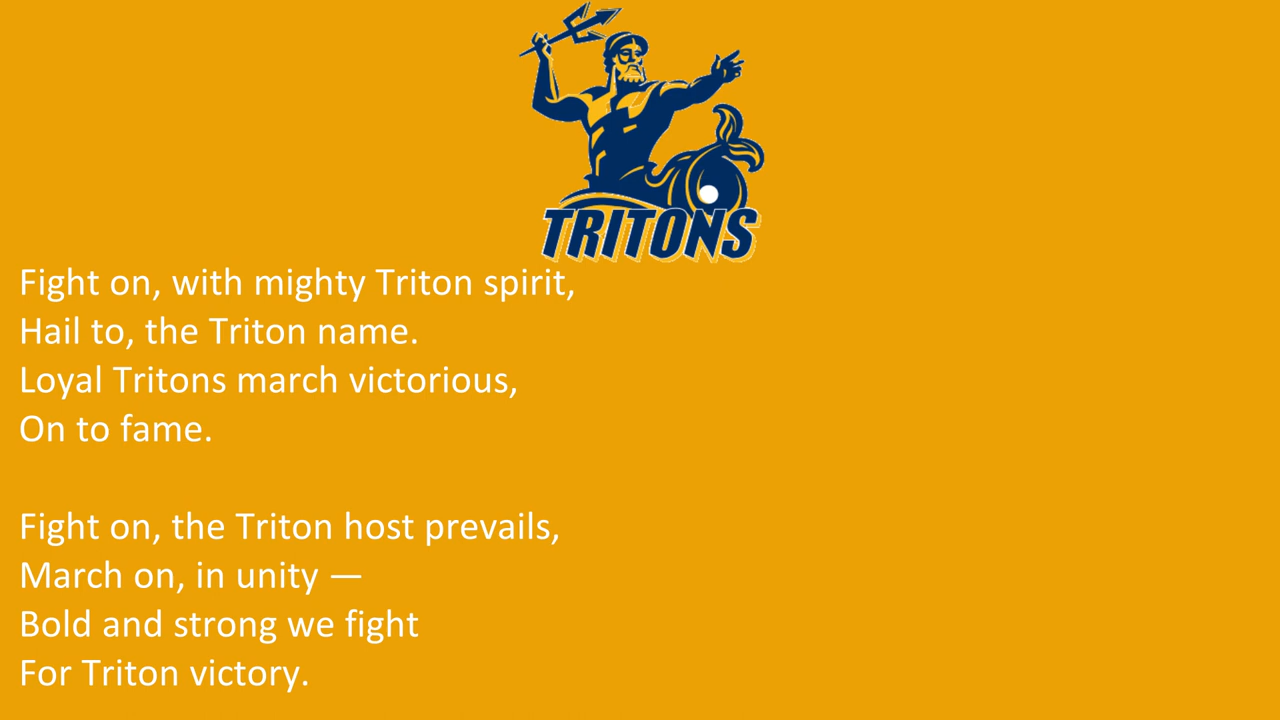 TRITONS
Fight on, with mighty Triton spirit,
Hail to, the Triton name.
Loyal Tritons march victorious,
On to fame.
Fight on, the Triton host prevails,
March on, in unity —
Bold and strong we fight
For Triton victory.